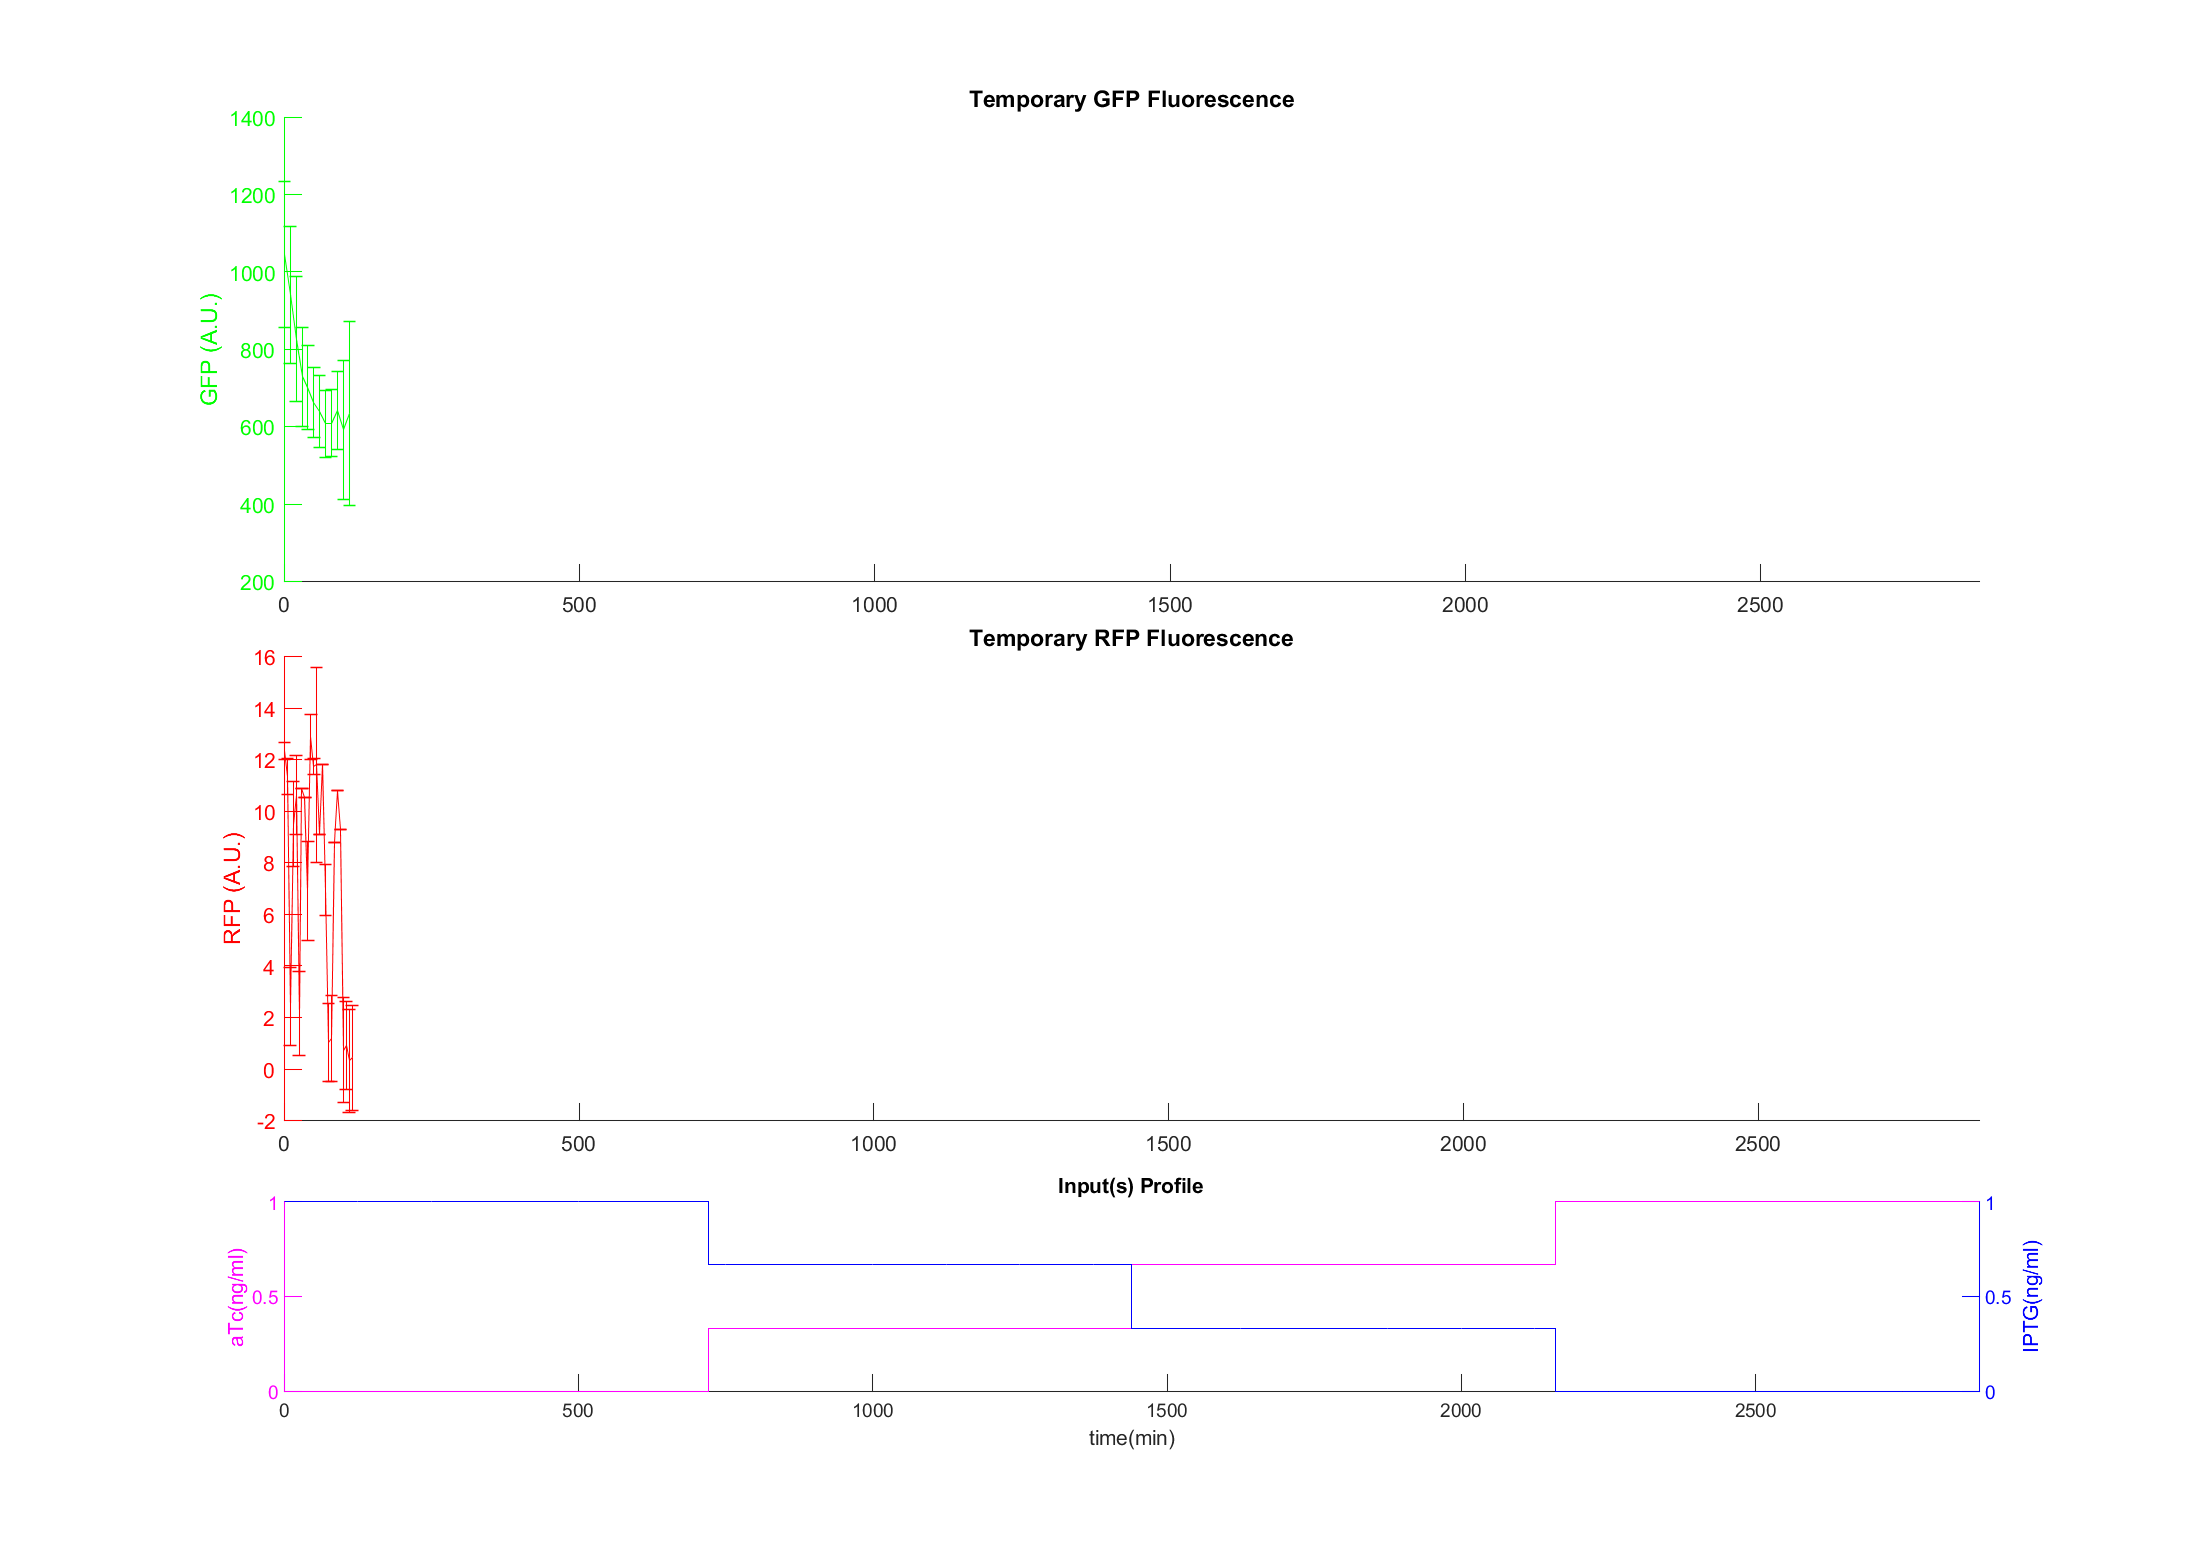 Temporary GFP Fluorescence
1400
1200
1000
800
600
400
200
GFP (A.U.)
0 500 1000 1500 2000 2500
Temporary RFP Fluorescence
16
14
12
10
8
6
4
2
0
-2
RFP (A.U.)
0 500 1000 1500 2000 2500
Input(s) Profile
1
0.5
0
aTc(ng/ml)
1
0.5
0
IPTG(ng/ml)
0 500 1000 1500 2000 2500
time(min)